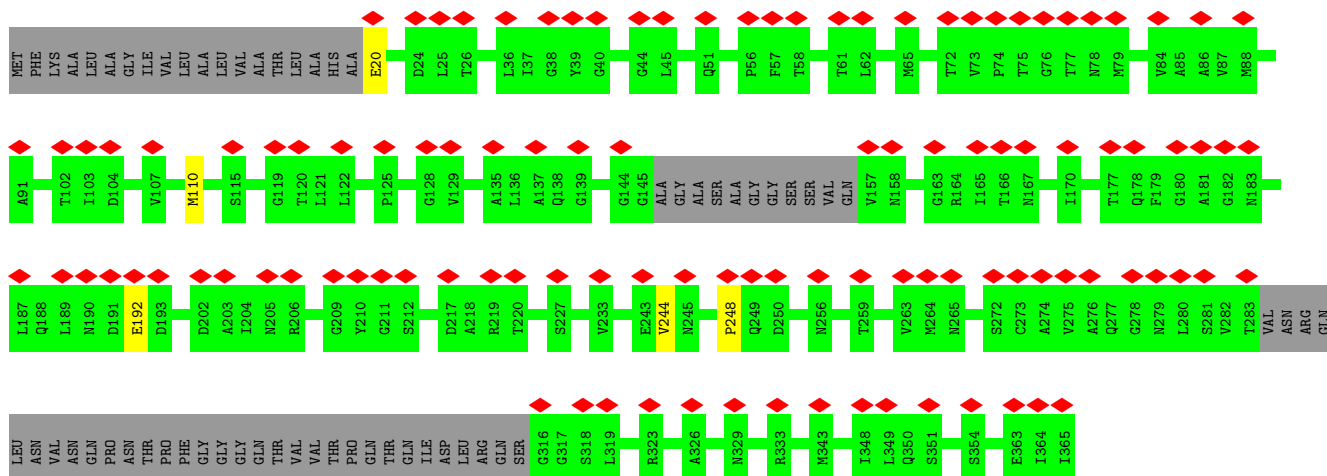 MET PHE LYS ALA LEU ALA GLY ILE VAL LEU ALA LEU VAL ALA THR LEU ALA HIS ALA E20 D24 L25 T26 L36 I37 G38 Y39 G40 G44 L45 Q51 P56 F57 T58 T61 L62 M65 T72 V73 P74 T75 G76 T77 N78 M79 V84 A85 A86 V87 M88
A91 T102 I103 D104 V107 M110 S115 G119 T120 L121 L122 P125 G128 V129 A135 L136 A137 Q138 G139 G144 G145 ALA GLY ALA SER ALA GLY GLY SER SER VAL GLN V157 N158 G163 R164 I165 T166 N167 I170 T177 Q178 F179 G180 A181 G182 N183
L187 Q188 L189 N190 D191 E192 D193 D202 A203 I204 N205 R206 G209 Y210 G211 S212 D217 A218 R219 T220 S227 V233 E243 V244 N245 P248 Q249 D250 N256 T259 V263 M264 N265 S272 C273 A274 V275 A276 Q277 G278 N279 L280 S281 V282 T283 VAL ASN ARG GLN
LEU ASN VAL ASN GLN PRO ASN THR PRO PHE GLY GLY GLY GLN THR VAL VAL THR PRO GLN THR GLN ILE ASP LEU ARG GLN SER G316 G317 S318 L319 R323 A326 N329 R333 M343 I348 L349 Q350 S351 S354 E363 I364 I365